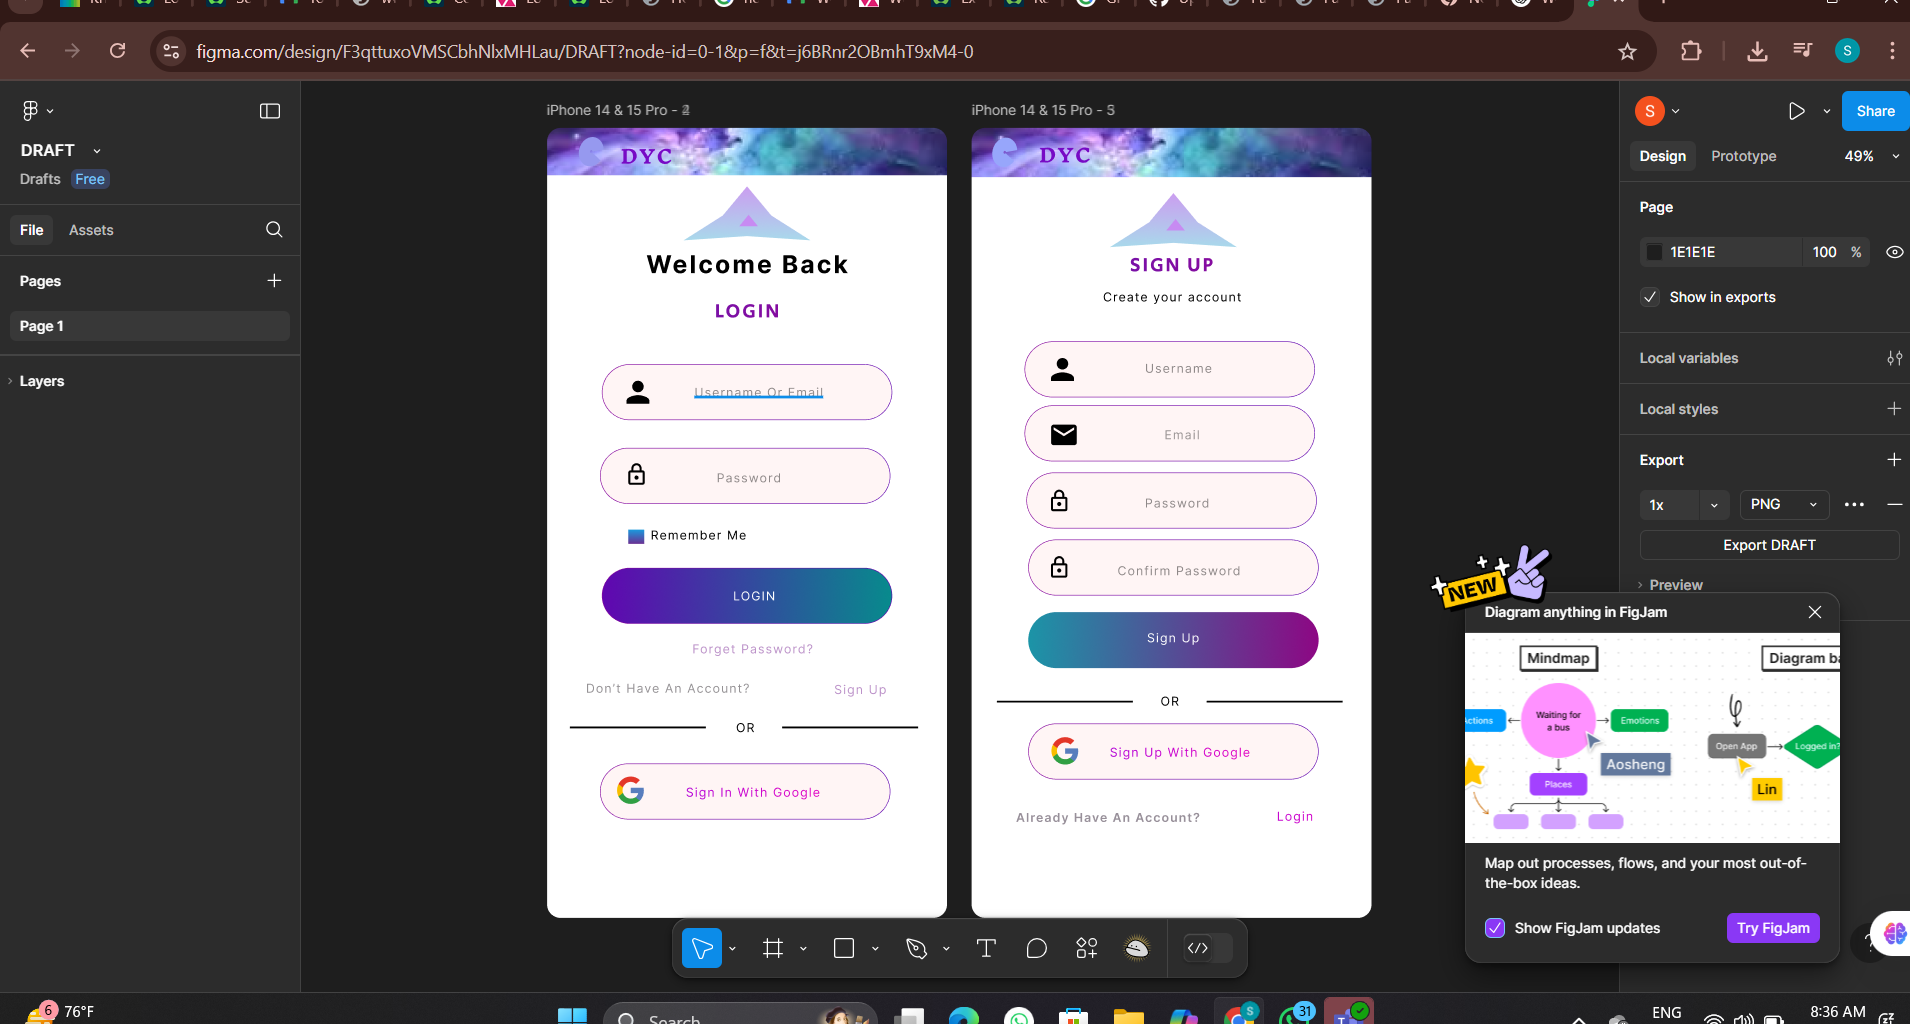 figma.com/design/F3qttuxoVMSCbhNlxMHLau/DRAFT?node-id=0-1&p=f&t=j6BRnr2OBmhT9xM4-0
S
DRAFT
Drafts Free
File Assets
Pages
Page 1
Layers
iPhone 14 & 15 Pro - 2
DYC
Welcome Back
LOGIN
Username Or Email
Password
Remember Me
LOGIN
Forget Password?
Don't Have An Account? Sign Up
OR
Sign In With Google
iPhone 14 & 15 Pro - 3
DYC
SIGN UP
Create your account
Username
Email
Password
Confirm Password
Sign Up
OR
Sign Up With Google
Already Have An Account? Login
S Share
Design Prototype 49%
Page
1E1E1E 100 %
Show in exports
Local variables
Local styles
Export
1x PNG
Export DRAFT
Preview
NEW
Diagram anything in FigJam
Mindmap
Waiting for
a bus
Emotions
Aosheng
Places
Open App
Logged in?
Lin
Map out processes, flows, and your most out-of-
the-box ideas.
Show FigJam updates Try FigJam
6 76°F
Search
S
31
ENG
8:36 AM